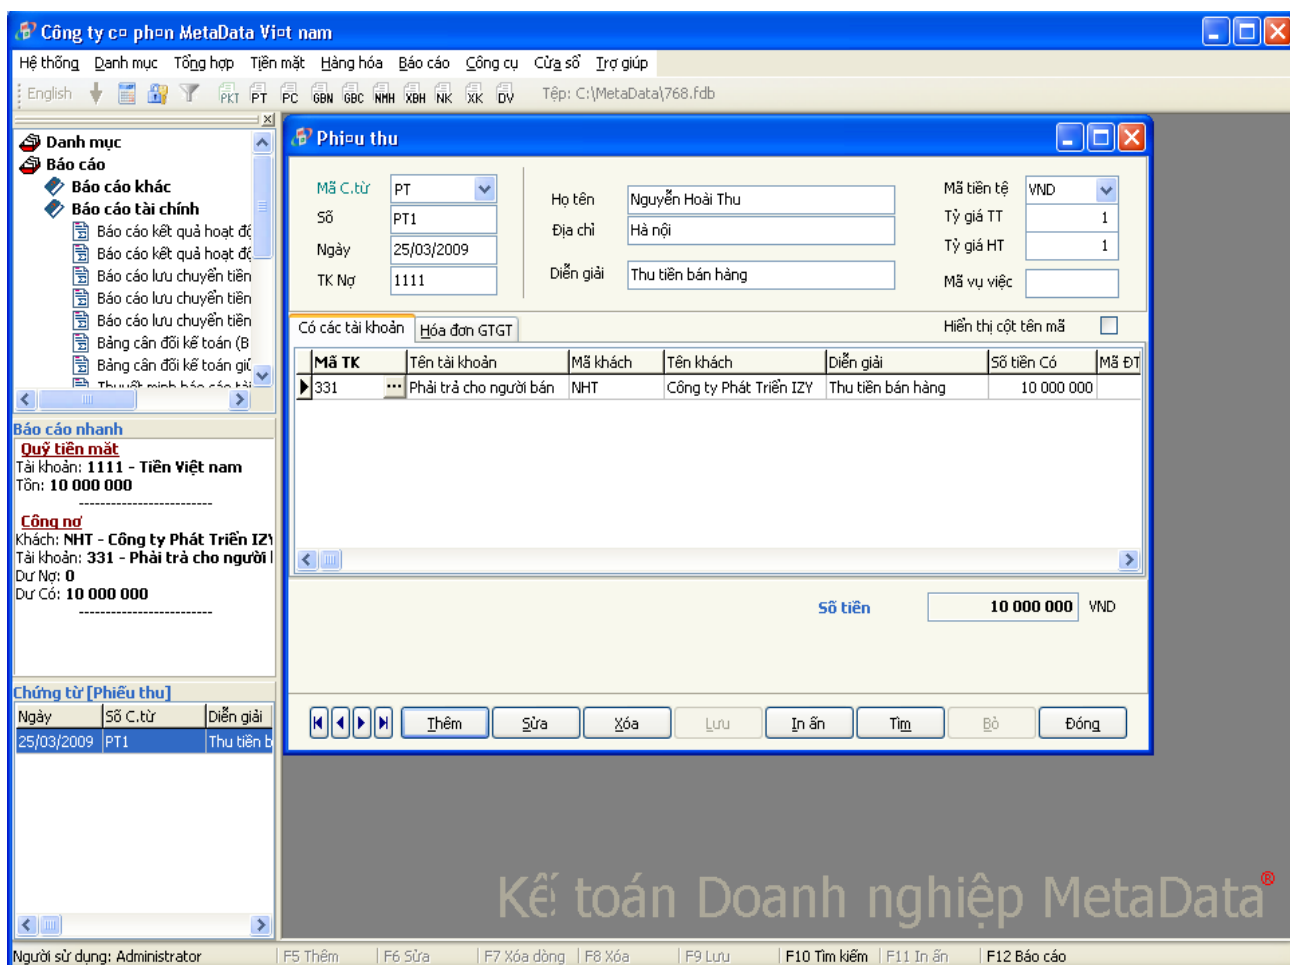 Công ty c¤ ph¤n MetaData Vi¤t nam
Hệ thống Danh mục Tổng hợp Tiền mặt Hàng hóa Báo cáo Công cụ Cửa sổ Trợ giúp
English PKT PT PC GBN GBC NMH XBH NK XK DV Tệp: C:\MetaData\768.fdb
Danh mục
Báo cáo
Báo cáo khác
Báo cáo tài chính
Báo cáo kết quả hoạt độ
Báo cáo kết quả hoạt độ
Báo cáo lưu chuyển tiền
Báo cáo lưu chuyển tiền
Báo cáo lưu chuyển tiền
Bảng cân đối kế toán (B
Bảng cân đối kế toán giữ
Thuyết minh báo cáo tài
Báo cáo nhanh
Quỹ tiền mặt
Tài khoản: 1111 - Tiền Việt nam
Tồn: 10 000 000
------------------------
Công nợ
Khách: NHT - Công ty Phát Triển IZY
Tài khoản: 331 - Phải trả cho người
Dư Nợ: 0
Dư Có: 10 000 000
------------------------
Chứng từ [Phiếu thu]
Ngày Số C.từ Diễn giải
25/03/2009 PT1 Thu tiền b
Phi¤u thu
Mã C.từ PT Họ tên Nguyễn Hoài Thu Mã tiền tệ VND
Số PT1 Địa chỉ Hà nội Tỷ giá TT 1
Ngày 25/03/2009 Tỷ giá HT 1
TK Nợ 1111 Diễn giải Thu tiền bán hàng Mã vụ việc
Có các tài khoản Hóa đơn GTGT Hiển thị cột tên mã
Mã TK Tên tài khoản Mã khách Tên khách Diễn giải Số tiền Có Mã ĐT
331 ... Phải trả cho người bán NHT Công ty Phát Triển IZY Thu tiền bán hàng 10 000 000
Số tiền 10 000 000 VND
Thêm Sửa Xóa Lưu In ấn Tìm Bỏ Đóng
Kế toán Doanh nghiệp MetaData®
Người sử dụng: Administrator F5 Thêm F6 Sửa F7 Xóa dòng F8 Xóa F9 Lưu F10 Tìm kiếm F11 In ấn F12 Báo cáo